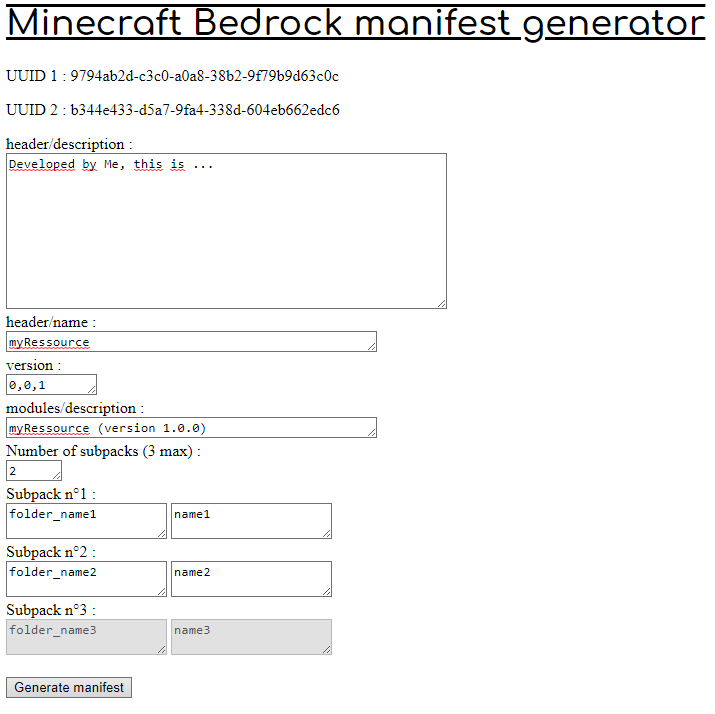 Minecraft Bedrock manifest generator
UUID 1 : 9794ab2d-c3c0-a0a8-38b2-9f79b9d63c0c
UUID 2 : b344e433-d5a7-9fa4-338d-604eb662edc6
header/description :
Developed by Me, this is ...
header/name :
myRessource
version :
0,0,1
modules/description :
myRessource (version 1.0.0)
Number of subpacks (3 max) :
2
Subpack n°1 :
folder_name1 name1
Subpack n°2 :
folder_name2 name2
Subpack n°3 :
folder_name3 name3
Generate manifest